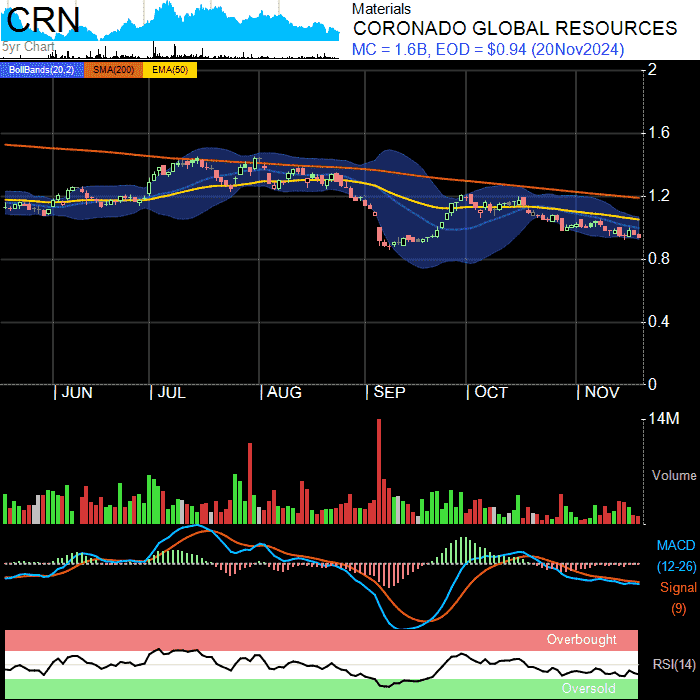 CRN
5yr Chart
Materials
CORONADO GLOBAL RESOURCES
MC = 1.6B, EOD = $0.94 (20Nov2024)
BollBands(20,2) SMA(200) EMA(50)
2
1.6
1.2
0.8
0.4
0
| JUN | JUL | AUG | SEP | OCT | NOV
14M
Volume
MACD
(12-26)
Signal
(9)
Overbought
RSI(14)
Oversold